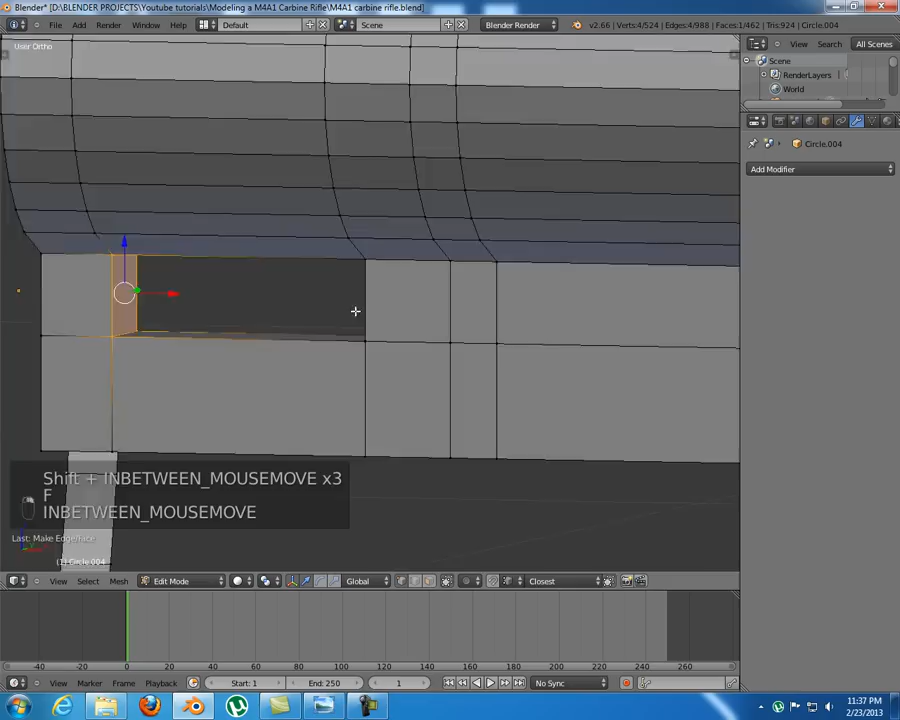 Blender* [D:\BLENDER PROJECTS\Youtube tutorials\Modeling a M4A1 Carbine Rifle\M4A1 carbine rifle.blend]
File Add Render Window Help Default Scene Blender Render v2.66 | Verts:4/524 | Edges:4/988 | Faces:1/462 | Tris:924 | Circle.004
User Ortho
View Search All Scenes
Scene
RenderLayers
World
Circle.004
Add Modifier
Shift + INBETWEEN_MOUSEMOVE x3
F
INBETWEEN_MOUSEMOVE
Last: Make Edge/Face
(1) Circle.004
View Select Mesh Edit Mode Global Closest
-40 -20 0 20 40 60 80 100 120 140 160 180 200 220 240 260
View Marker Frame Playback Start: 1 End: 250 1 No Sync
11:37 PM
2/23/2013